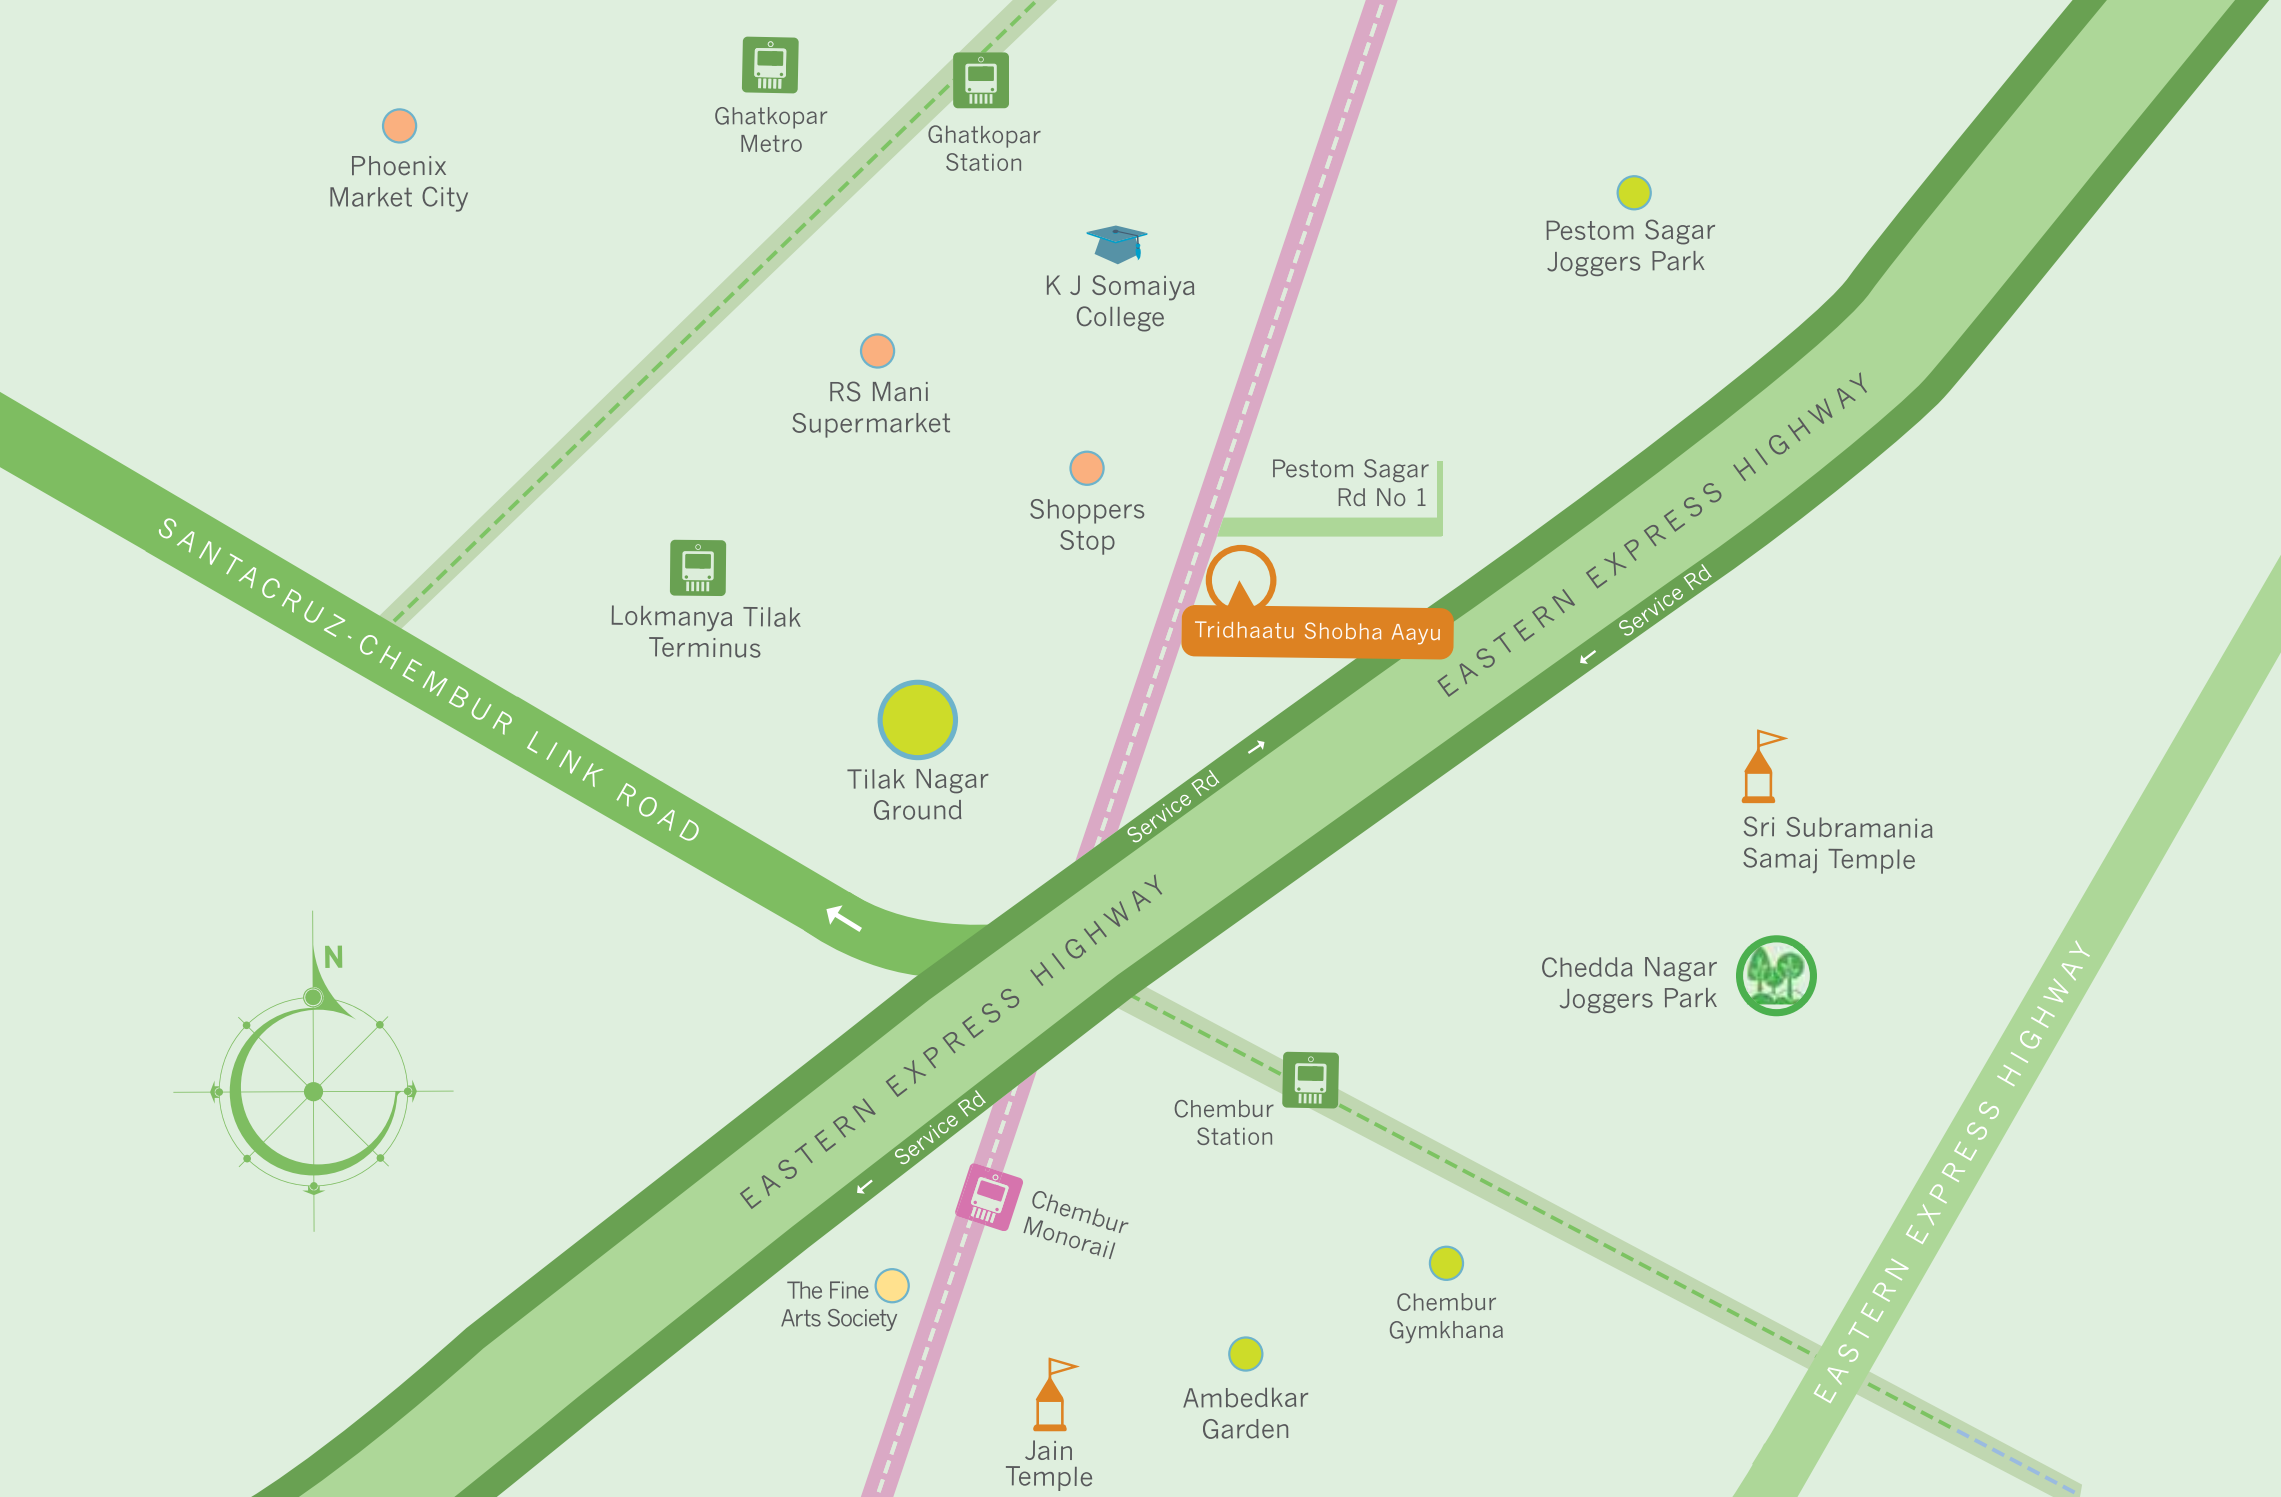 Ghatkopar
Metro
Ghatkopar
Station
Phoenix
Market City
Pestom Sagar
Joggers Park
K J Somaiya
College
RS Mani
Supermarket
EASTERN EXPRESS HIGHWAY
Pestom Sagar
Rd No 1
Shoppers
Stop
SANTACRUZ-CHEMBUR LINK ROAD
Service Rd
Lokmanya Tilak
Terminus
Tridhaatu Shobha Aayu
Tilak Nagar
Ground
Service Rd
Sri Subramania
Samaj Temple
EASTERN EXPRESS HIGHWAY
N
Chedda Nagar
Joggers Park
EASTERN EXPRESS HIGHWAY
Service Rd
Chembur
Station
Chembur
Monorail
The Fine
Arts Society
Chembur
Gymkhana
Ambedkar
Garden
Jain
Temple